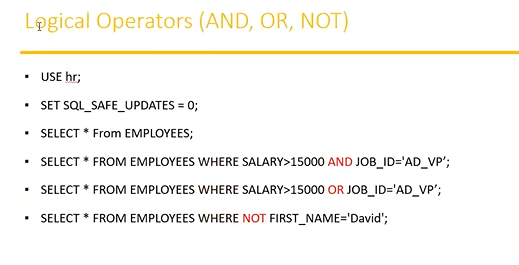 Logical Operators (AND, OR, NOT)
▪ USE hr;
▪ SET SQL_SAFE_UPDATES = 0;
▪ SELECT * From EMPLOYEES;
▪ SELECT * FROM EMPLOYEES WHERE SALARY>15000 AND JOB_ID='AD_VP’;
▪ SELECT * FROM EMPLOYEES WHERE SALARY>15000 OR JOB_ID='AD_VP’;
▪ SELECT * FROM EMPLOYEES WHERE NOT FIRST_NAME='David';